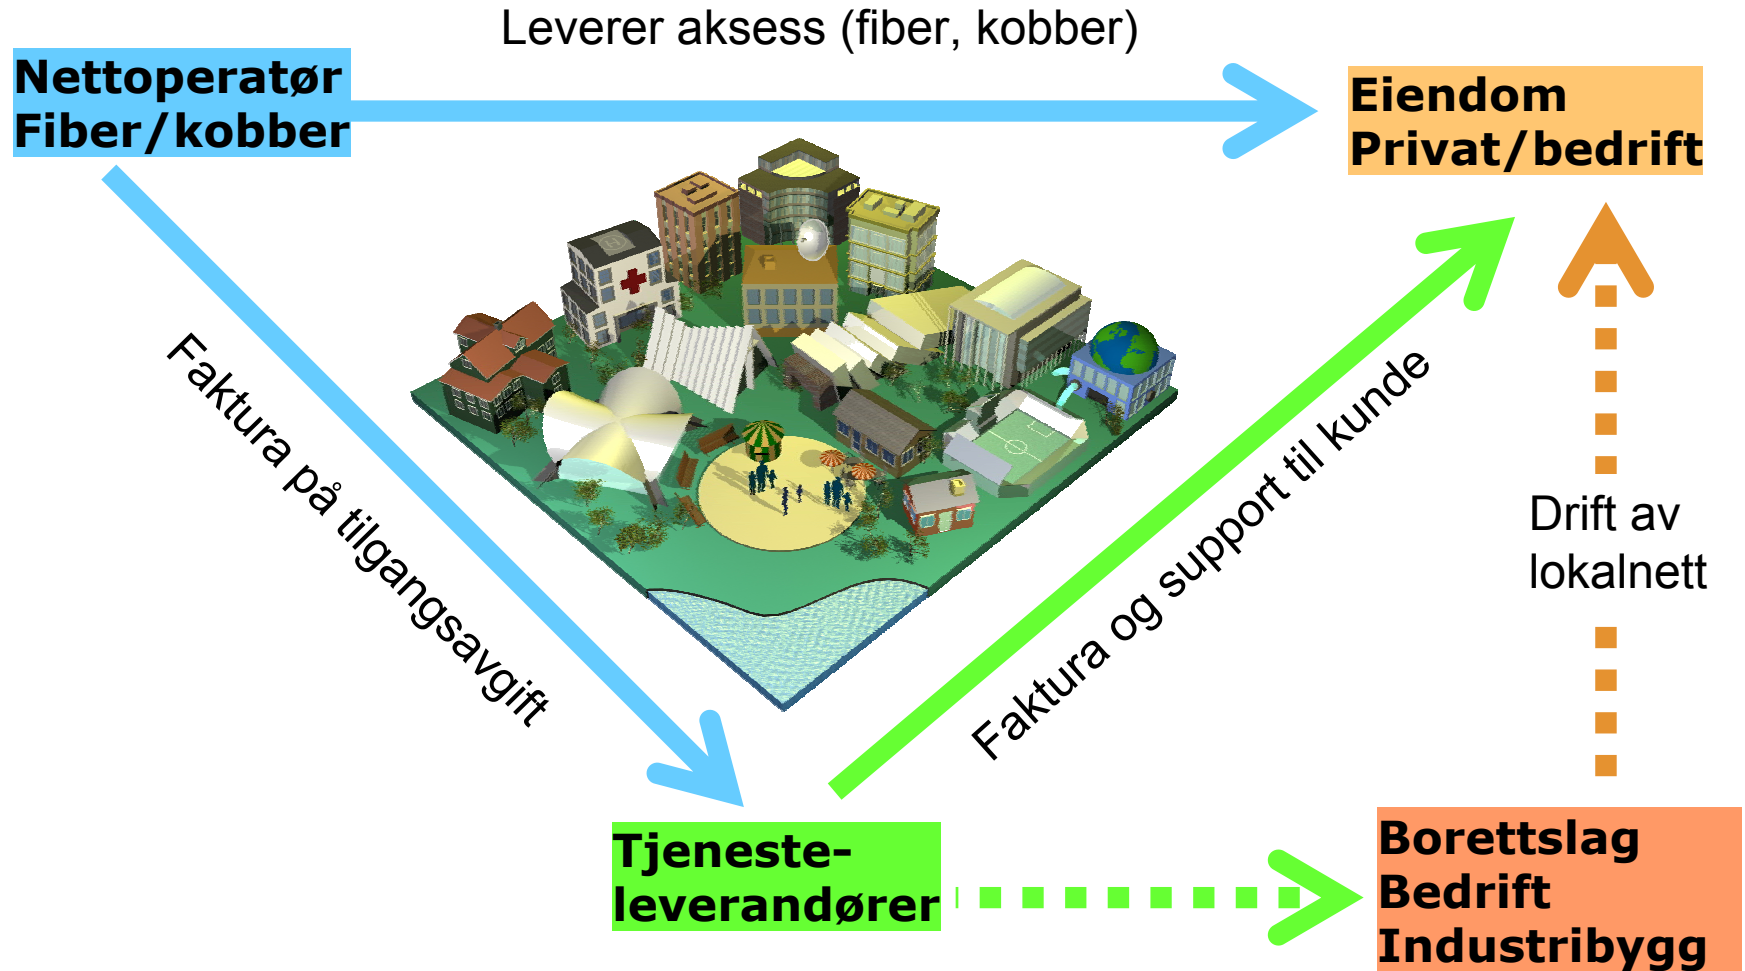 Leverer aksess (fiber, kobber)
Nettoperatør
Fiber/kobber
Eiendom
Privat/bedrift
Faktura på tilgangsavgift
Faktura og support til kunde
Drift av
lokalnett
Tjeneste-
leverandører
Borettslag
Bedrift
Industribygg